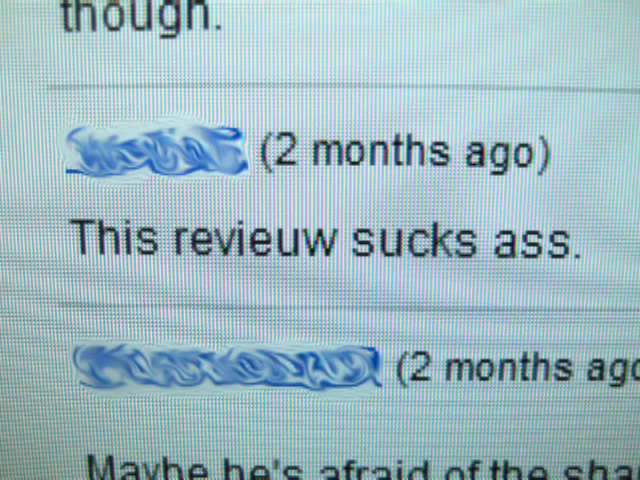 though.
(2 months ago)
This revieuw sucks ass.
(2 months ago
Maybe he's afraid of the